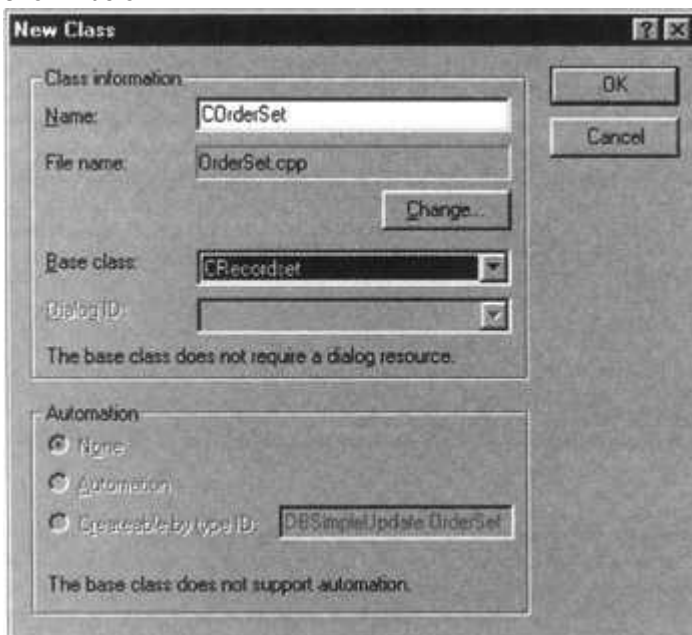 New Class
Class information
Name:
COrderSet
OK
File name:
OrderSet.cpp
Cancel
Change...
Base class:
CRecordset
Dialog ID:
The base class does not require a dialog resource.
Automation
None
Automation
Createable by type ID:
DBSimpleUpdate.OrderSet
The base class does not support automation.